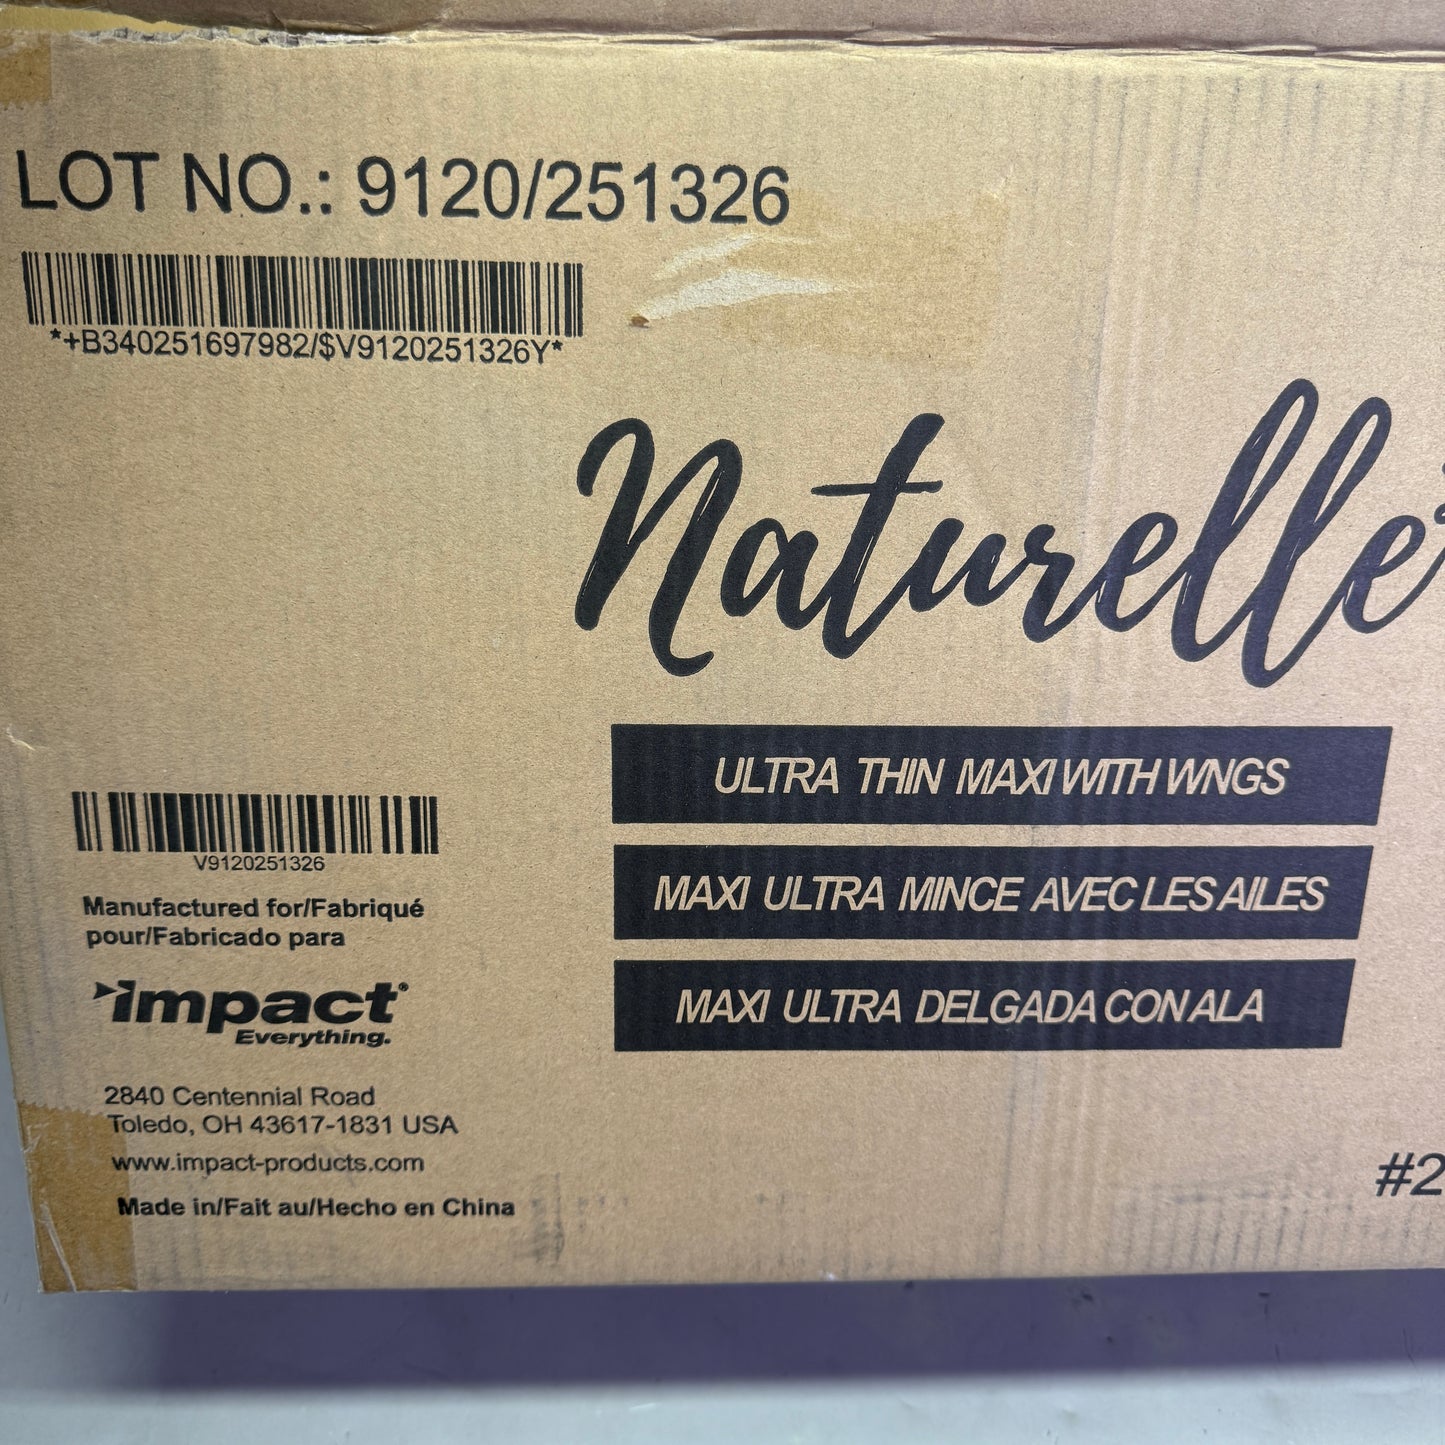 LOT NO.: 9120/251326
*+B340251697982/$V9120251326Y*
Naturelle
ULTRA THIN MAXI WITH WNGS
MAXI ULTRA MINCE AVEC LES AILES
MAXI ULTRA DELGADA CON ALA
V9120251326
Manufactured for/Fabriqué
pour/Fabricado para
impact®
Everything.
2840 Centennial Road
Toledo, OH 43617-1831 USA
www.impact-products.com
Made in/Fait au/Hecho en China
#2